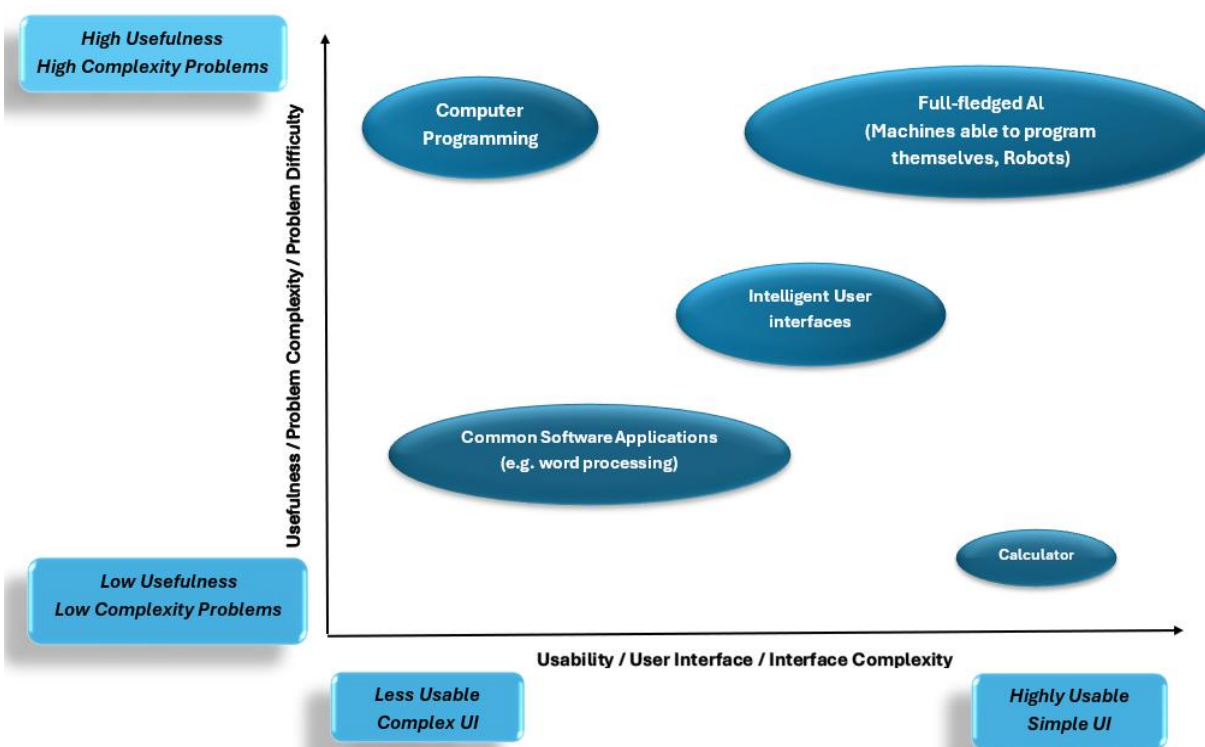 High Usefulness
High Complexity Problems
Usefulness / Problem Complexity / Problem Difficulty
Computer
Programming
Full-fledged AI
(Machines able to program
themselves, Robots)
Intelligent User
interfaces
Common Software Applications
(e.g. word processing)
Calculator
Low Usefulness
Low Complexity Problems
Usability / User Interface / Interface Complexity
Less Usable
Complex UI
Highly Usable
Simple UI